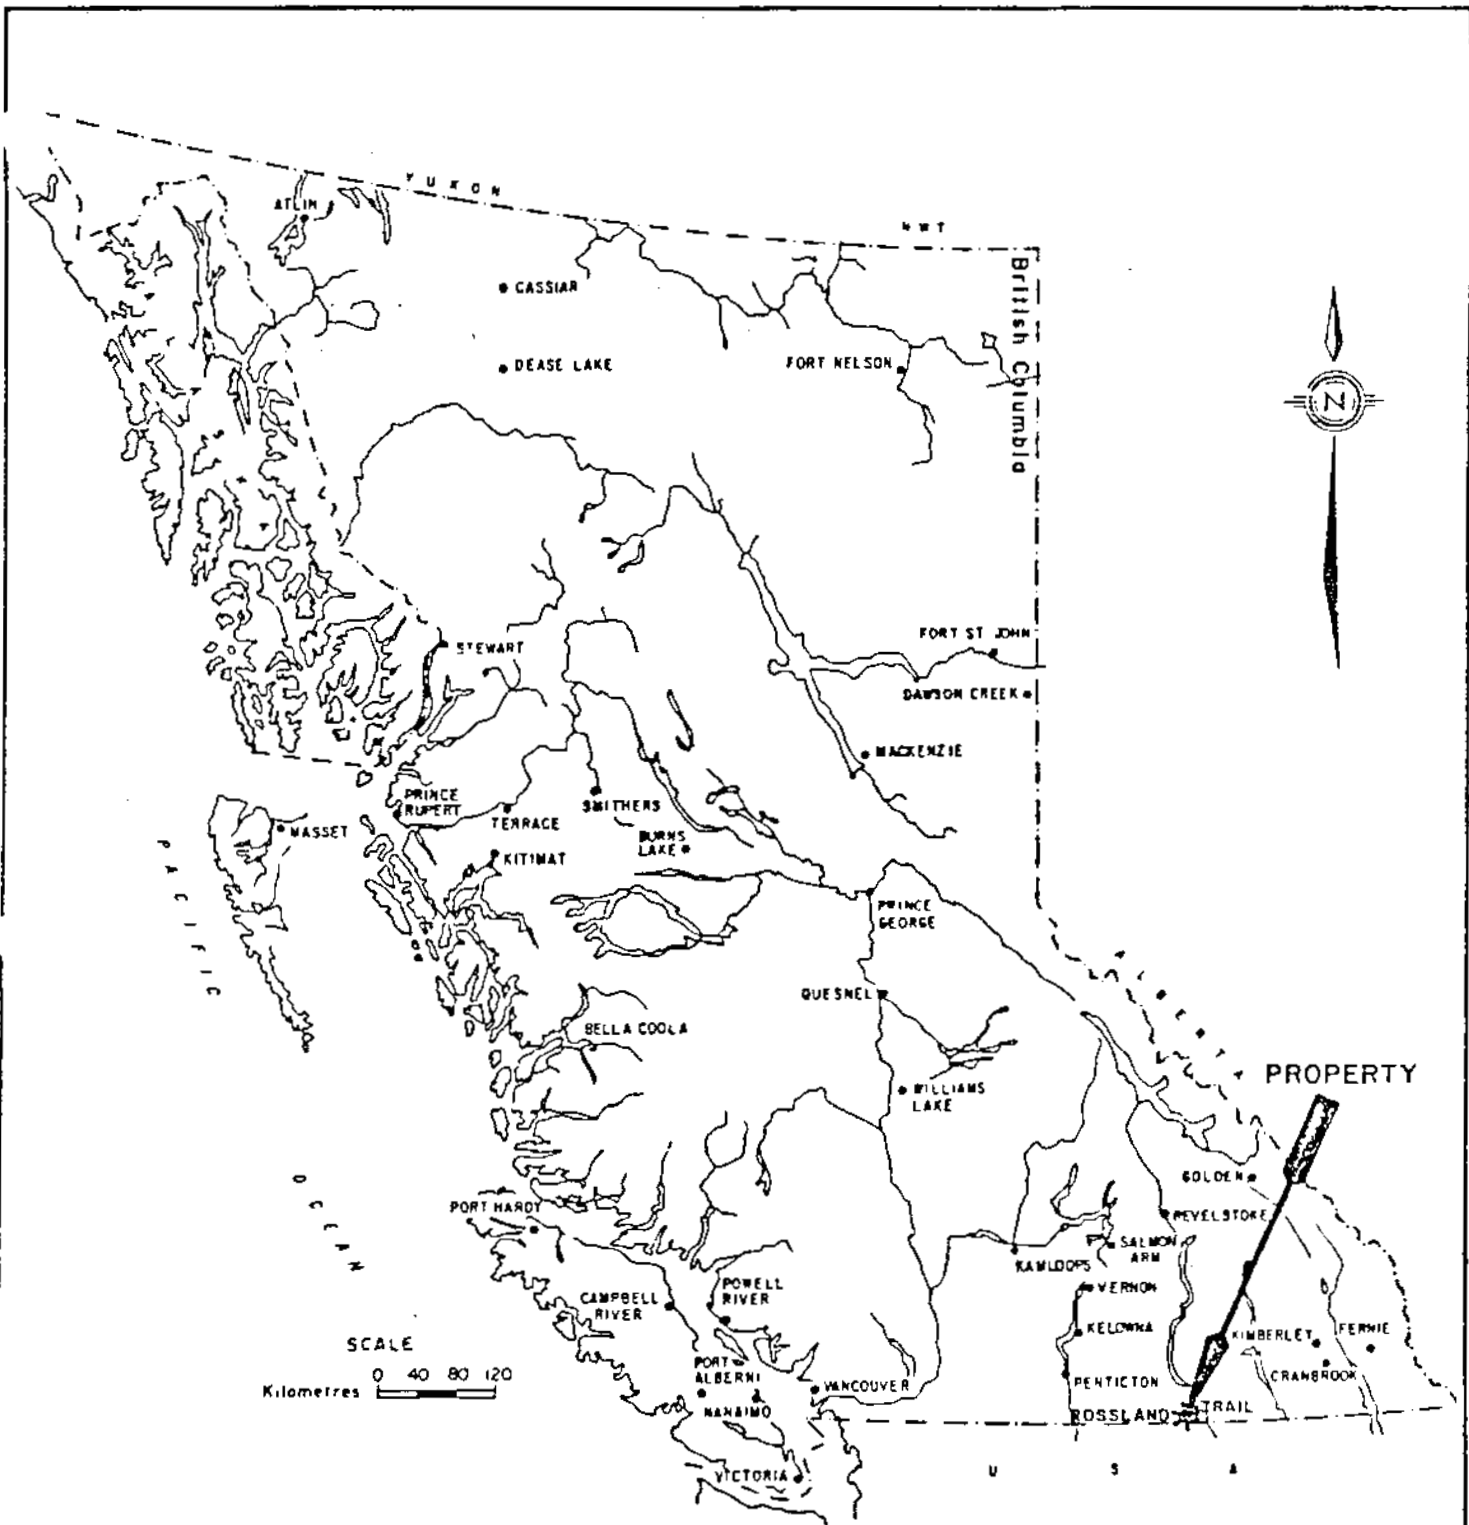 YUKON
NWT
ATLIN
British Columbia
CASSIAR
DEASE LAKE
FORT NELSON
N
FORT ST JOHN
STEWART
DAWSON CREEK
MACKENZIE
PRINCE
RUPERT
SMITHERS
TERRACE
MASSET
BURNS
LAKE
KITIMAT
PACIFIC
PRINCE
GEORGE
ALBERTA
QUESNEL
BELLA COOLA
PROPERTY
WILLIAMS
LAKE
OCEAN
GOLDEN
PORT HARDY
REVELSTOKE
SALMON
ARM
KAMLOOPS
POWELL
RIVER
VERNON
CAMPBELL
RIVER
KELOWNA
KIMBERLEY
FERNIE
SCALE
PORT
ALBERNI
Kilometres 0 40 80 120
PENTICTON
CRANBROOK
VANCOUVER
NANAIMO
ROSSLAND
TRAIL
VICTORIA
U S A